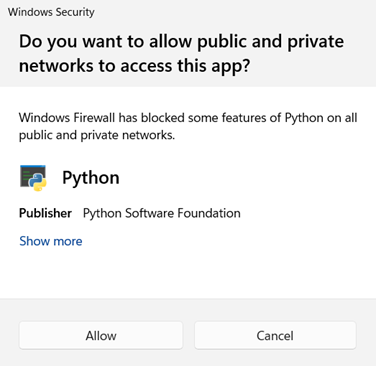 Windows Security
Do you want to allow public and private
networks to access this app?
Windows Firewall has blocked some features of Python on all
public and private networks.
Python
Publisher Python Software Foundation
Show more
Allow Cancel